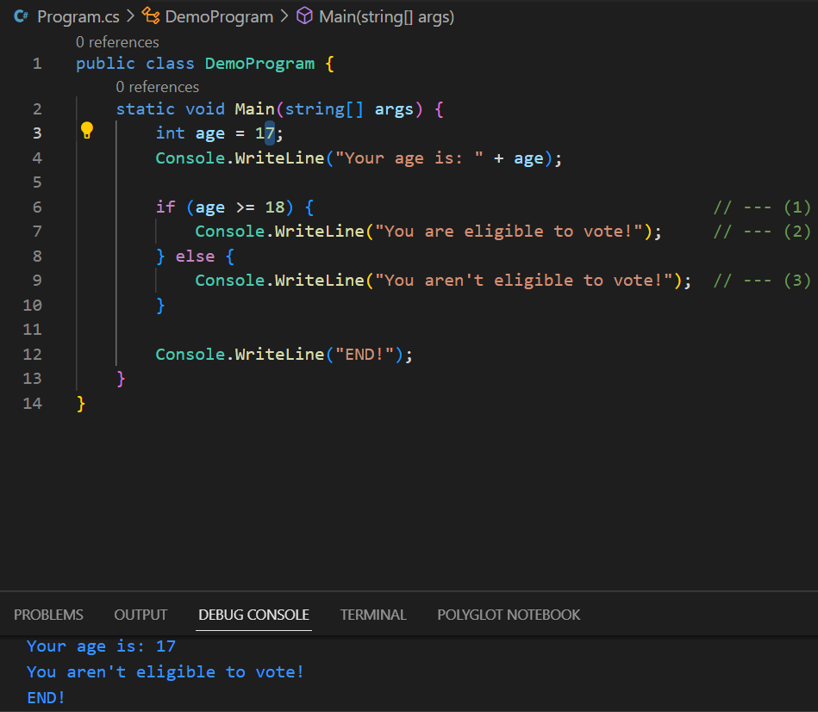 C# Program.cs > DemoProgram > Main(string[] args)
0 references
1 public class DemoProgram {
0 references
2 static void Main(string[] args) {
3 int age = 17;
4 Console.WriteLine("Your age is: " + age);
5
6 if (age >= 18) { // --- (1)
7 Console.WriteLine("You are eligible to vote!"); // --- (2)
8 } else {
9 Console.WriteLine("You aren't eligible to vote!"); // --- (3)
10 }
11
12 Console.WriteLine("END!");
13 }
14 }
PROBLEMS OUTPUT DEBUG CONSOLE TERMINAL POLYGLOT NOTEBOOK
Your age is: 17
You aren't eligible to vote!
END!